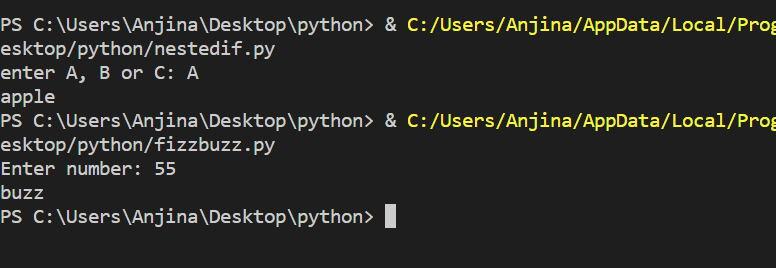 PS C:\Users\Anjina\Desktop\python> & C:/Users/Anjina/AppData/Local/Prog
esktop/python/nestedif.py
enter A, B or C: A
apple
PS C:\Users\Anjina\Desktop\python> & C:/Users/Anjina/AppData/Local/Prog
esktop/python/fizzbuzz.py
Enter number: 55
buzz
PS C:\Users\Anjina\Desktop\python>